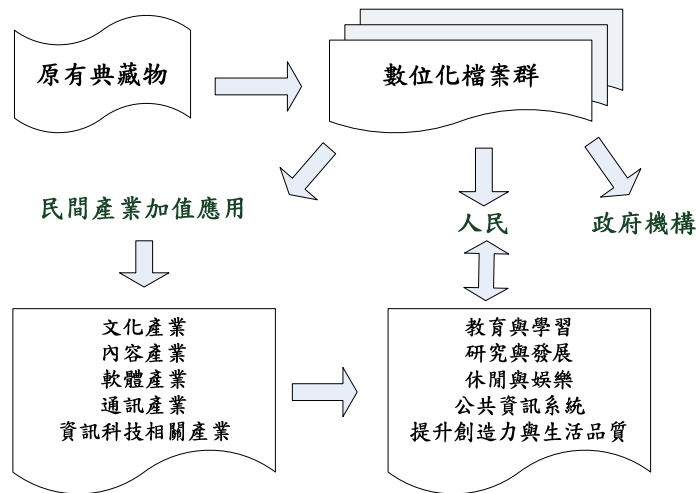 原有典藏物
數位化檔案群
民間產業加值應用
人民
政府機構
文化產業
內容產業
軟體產業
通訊產業
資訊科技相關產業
教育與學習
研究與發展
休閒與娛樂
公共資訊系統
提升創造力與生活品質